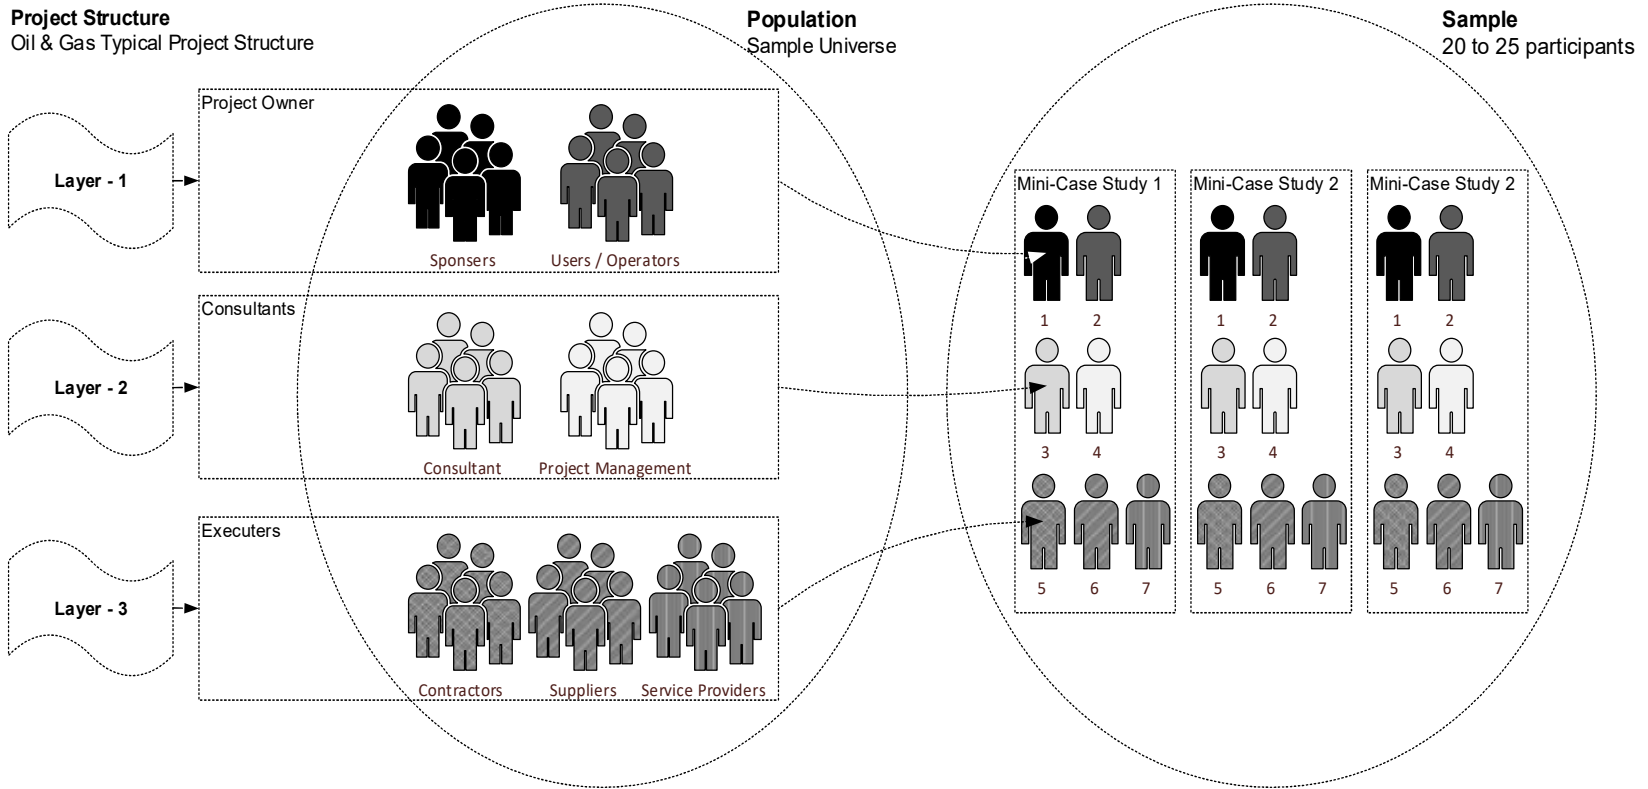 Project Structure
Oil & Gas Typical Project Structure
Population
Sample Universe
Sample
20 to 25 participants
Layer - 1
Project Owner
Sponsers
Users / Operators
Layer - 2
Consultants
Consultant
Project Management
Layer - 3
Executers
Contractors
Suppliers
Service Providers
Mini-Case Study 1
1 2
3 4
5 6 7
Mini-Case Study 2
1 2
3 4
5 6 7
Mini-Case Study 2
1 2
3 4
5 6 7